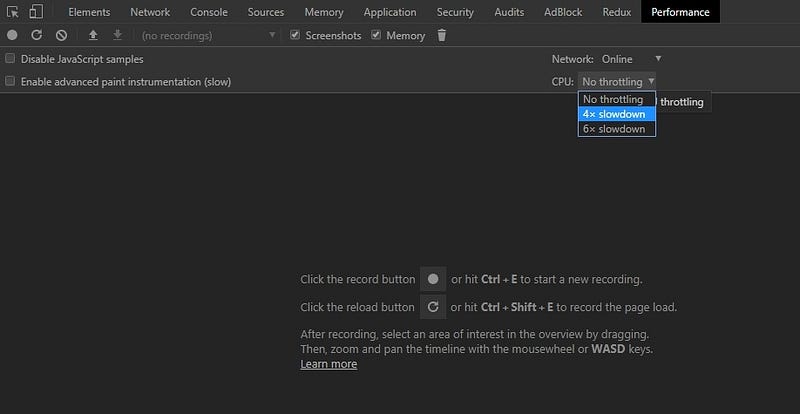 Elements Network Console Sources Memory Application Security Audits AdBlock Redux Performance
(no recordings) Screenshots Memory
Disable JavaScript samples Network: Online
Enable advanced paint instrumentation (slow) CPU: No throttling
No throttling throttling
4× slowdown
6× slowdown
Click the record button or hit Ctrl + E to start a new recording.
Click the reload button or hit Ctrl + Shift + E to record the page load.
After recording, select an area of interest in the overview by dragging.
Then, zoom and pan the timeline with the mousewheel or WASD keys.
Learn more